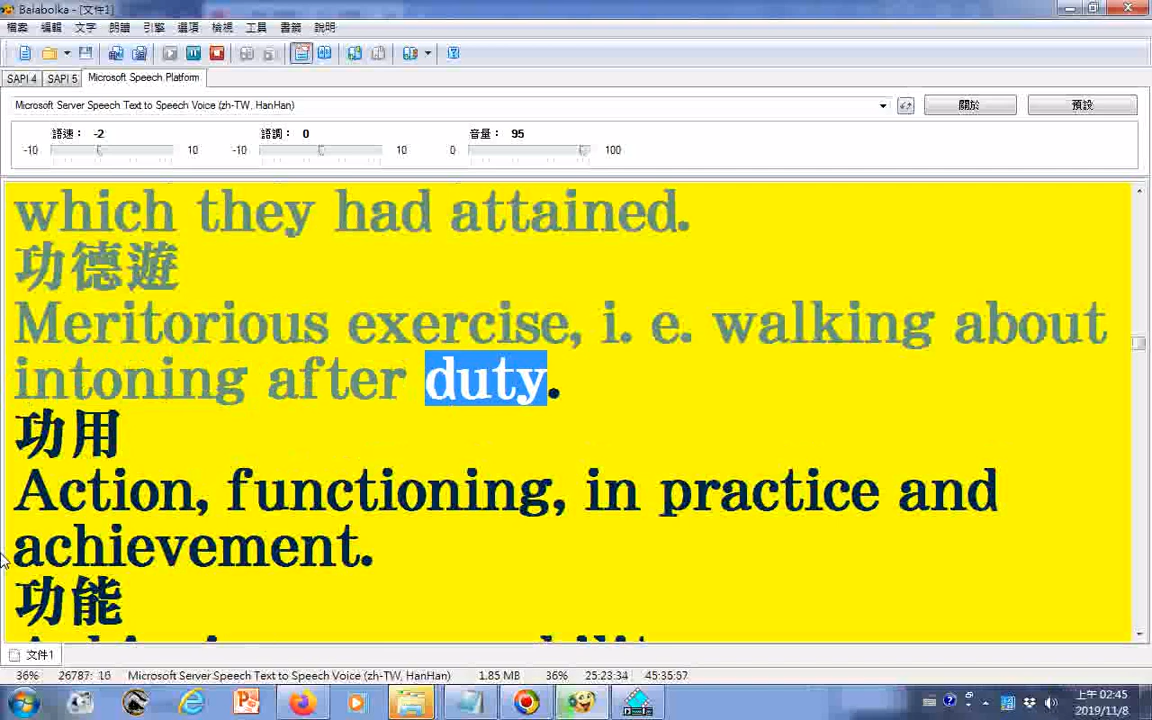 Balabolka - [文件1]
檔案 編輯 文字 朗讀 引擎 選項 檢視 工具 書籤 說明
SAPI 4 SAPI 5 Microsoft Speech Platform
Microsoft Server Speech Text to Speech Voice (zh-TW, HanHan) 關於 預設
語速： -2 語調： 0 音量： 95
-10 10 -10 10 0 100
which they had attained.
功德遊
Meritorious exercise, i. e. walking about
intoning after duty.
功用
Action, functioning, in practice and
achievement.
功能
文件1
36% 26787: 16 Microsoft Server Speech Text to Speech Voice (zh-TW, HanHan) 1.85 MB 36% 25:23:34 45:35:57
上午 02:45
2019/11/8